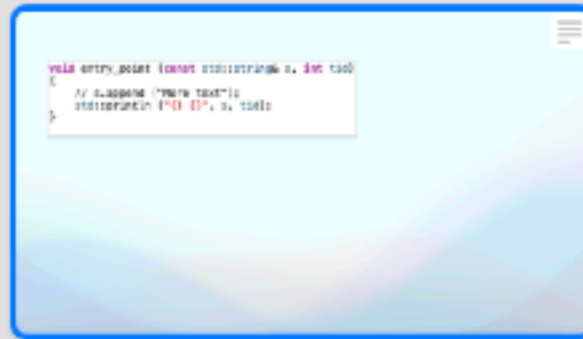 void entry_point (const std::string& s, int tid)
{
// s.append ("More text");
std::println ("{} {}", s, tid);
}